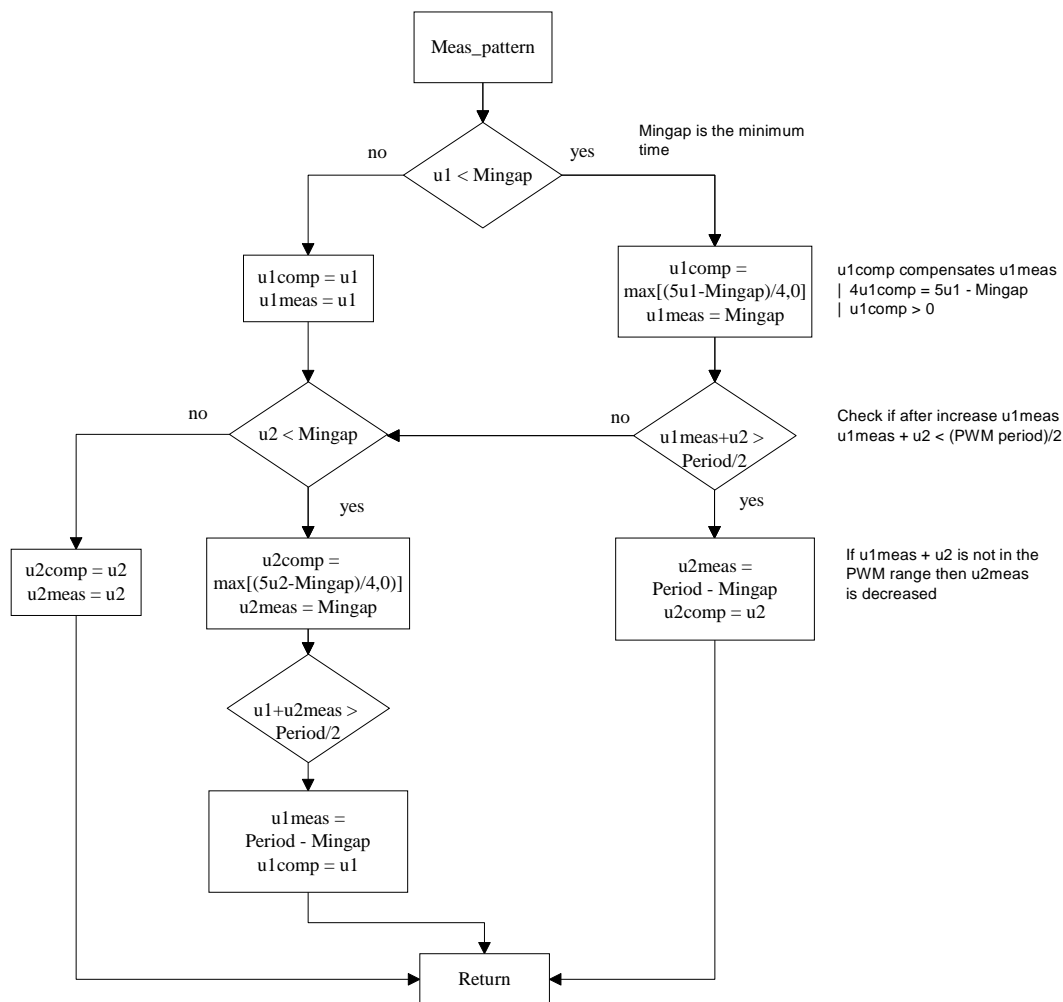 Meas_pattern
Mingap is the minimum
time
no
yes
u1 < Mingap
u1comp = u1
u1meas = u1
u1comp =
max[(5u1-Mingap)/4,0]
u1meas = Mingap
u1comp compensates u1meas
| 4u1comp = 5u1 - Mingap
| u1comp > 0
no
u2 < Mingap
no
u1meas+u2 >
Period/2
Check if after increase u1meas
u1meas + u2 < (PWM period)/2
yes
yes
u2comp = u2
u2meas = u2
u2comp =
max[(5u2-Mingap)/4,0)]
u2meas = Mingap
u2meas =
Period - Mingap
u2comp = u2
If u1meas + u2 is not in the
PWM range then u2meas
is decreased
u1+u2meas >
Period/2
u1meas =
Period - Mingap
u1comp = u1
Return